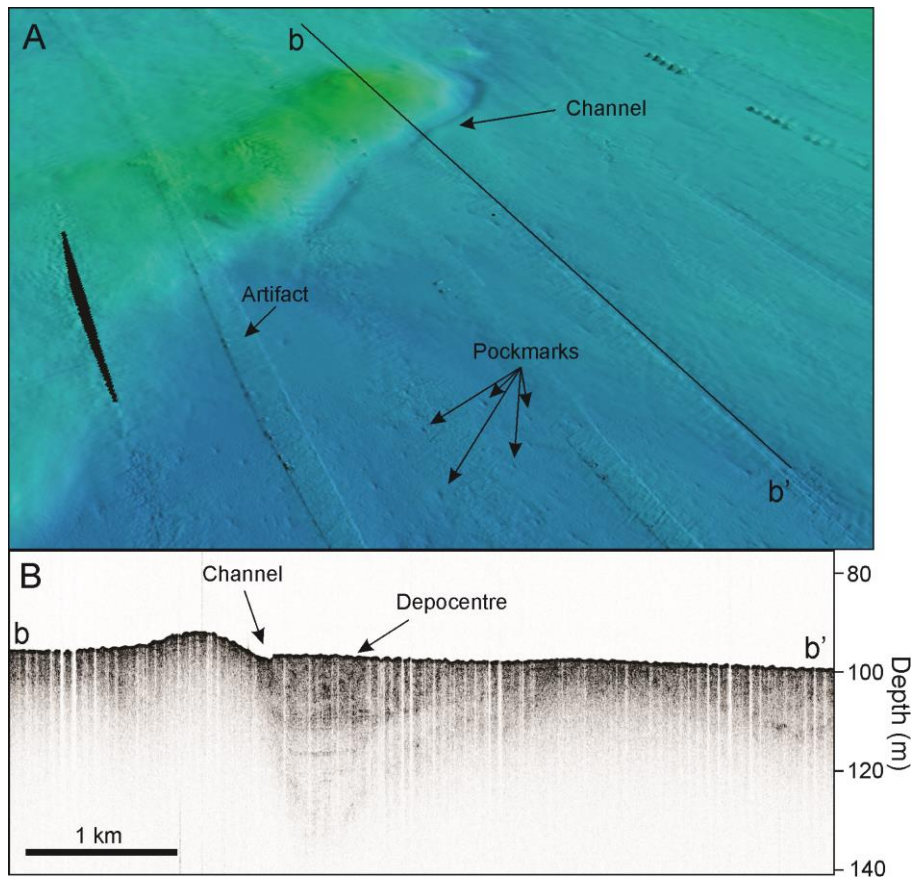 A
b
Channel
Artifact
Pockmarks
b'
B
Channel
Depocentre
b
b'
80
100
120
140
Depth (m)
1 km